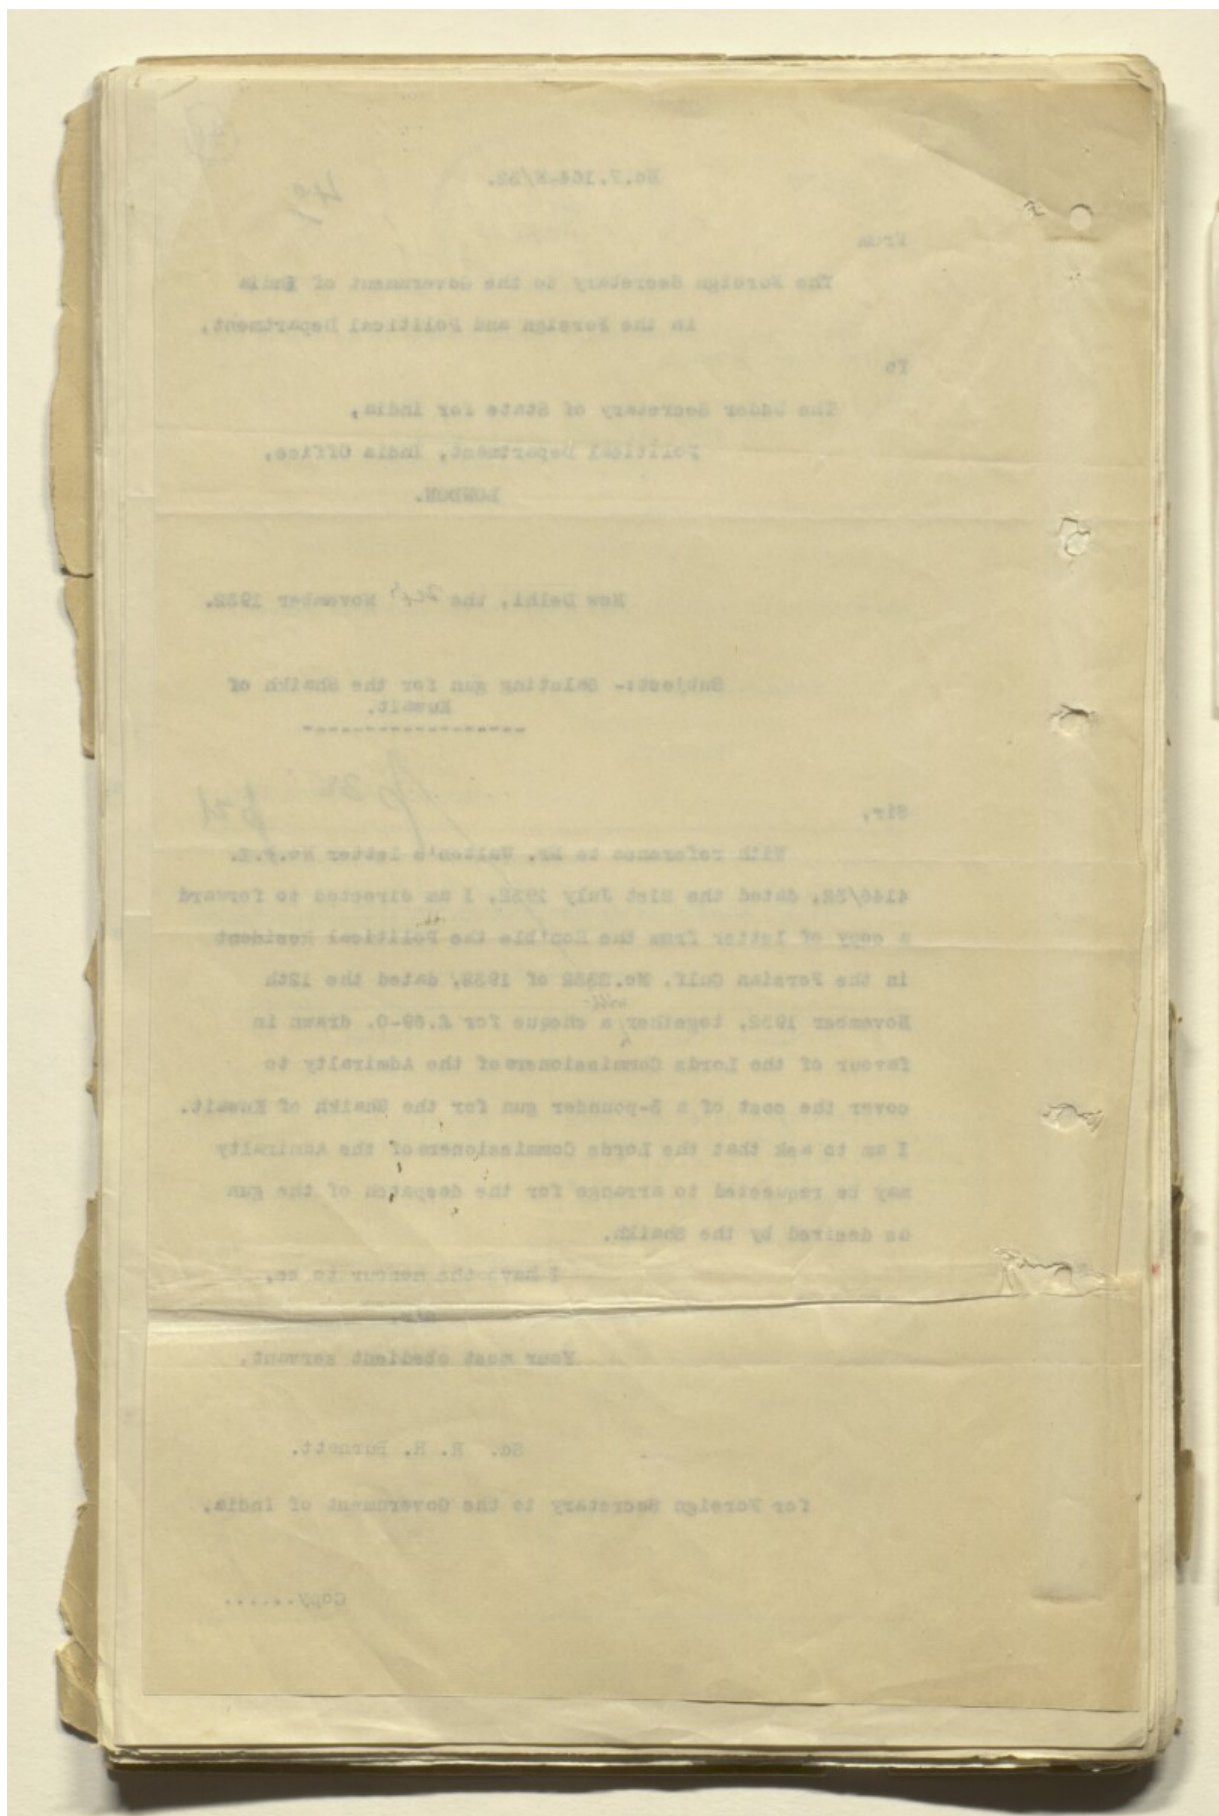 No.F.164-N/32.
49
From
The Foreign Secretary to the Government of India
in the Foreign and Political Department,
To
The Under Secretary of State for India,
Political Department, India Office,
LONDON.
New Delhi, the November 1932.
Subject:- Saluting gun for the Shaikh of
Kuwait.
Sir,
With reference to Mr. Walton's letter No.P.Z.
4146/32, dated the 21st July 1932, I am directed to forward
a copy of letter from the Hon'ble the Political Resident
in the Persian Gulf, No. of 1932, dated the 12th
November 1932, together with a cheque for £.69-0. drawn in
favour of the Lords Commissioners of the Admiralty to
cover the cost of a 3-pounder gun for the Shaikh of Kuwait.
I am to ask that the Lords Commissioners of the Admiralty
may be requested to arrange for the despatch of the gun
as desired by the Shaikh.
I have the honour to be,
Sir,
Your most obedient servant,
Sd. R. R. Burnett.
for Foreign Secretary to the Government of India.
Copy......